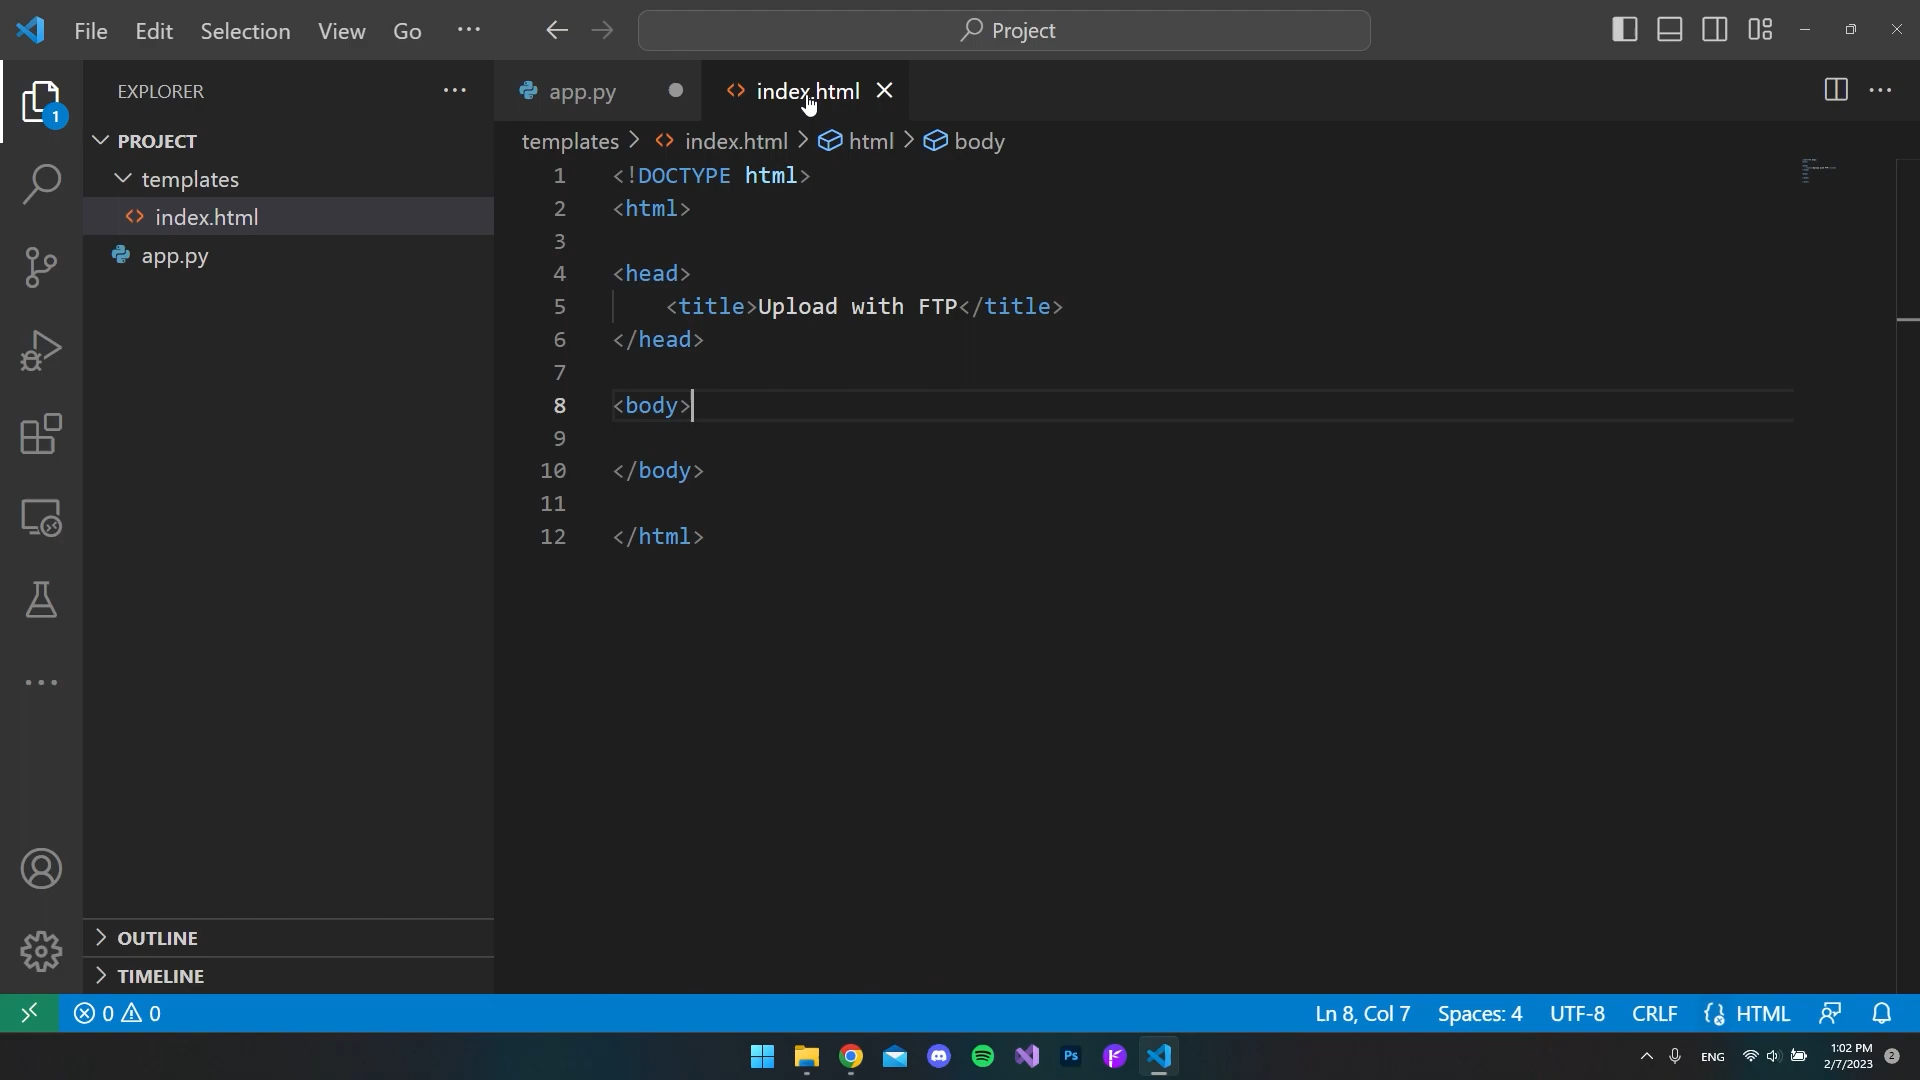 File Edit Selection View Go ··· Project
EXPLORER ···
PROJECT
templates
index.html
app.py
1
OUTLINE
TIMELINE
app.py index.html
templates > index.html > html > body
1 <!DOCTYPE html>
2 <html>
3
4 <head>
5 <title>Upload with FTP</title>
6 </head>
7
8 <body>
9
10 </body>
11
12 </html>
0 0 Ln 8, Col 7 Spaces: 4 UTF-8 CRLF HTML
Ps ENG 1:02 PM
2/7/2023 2